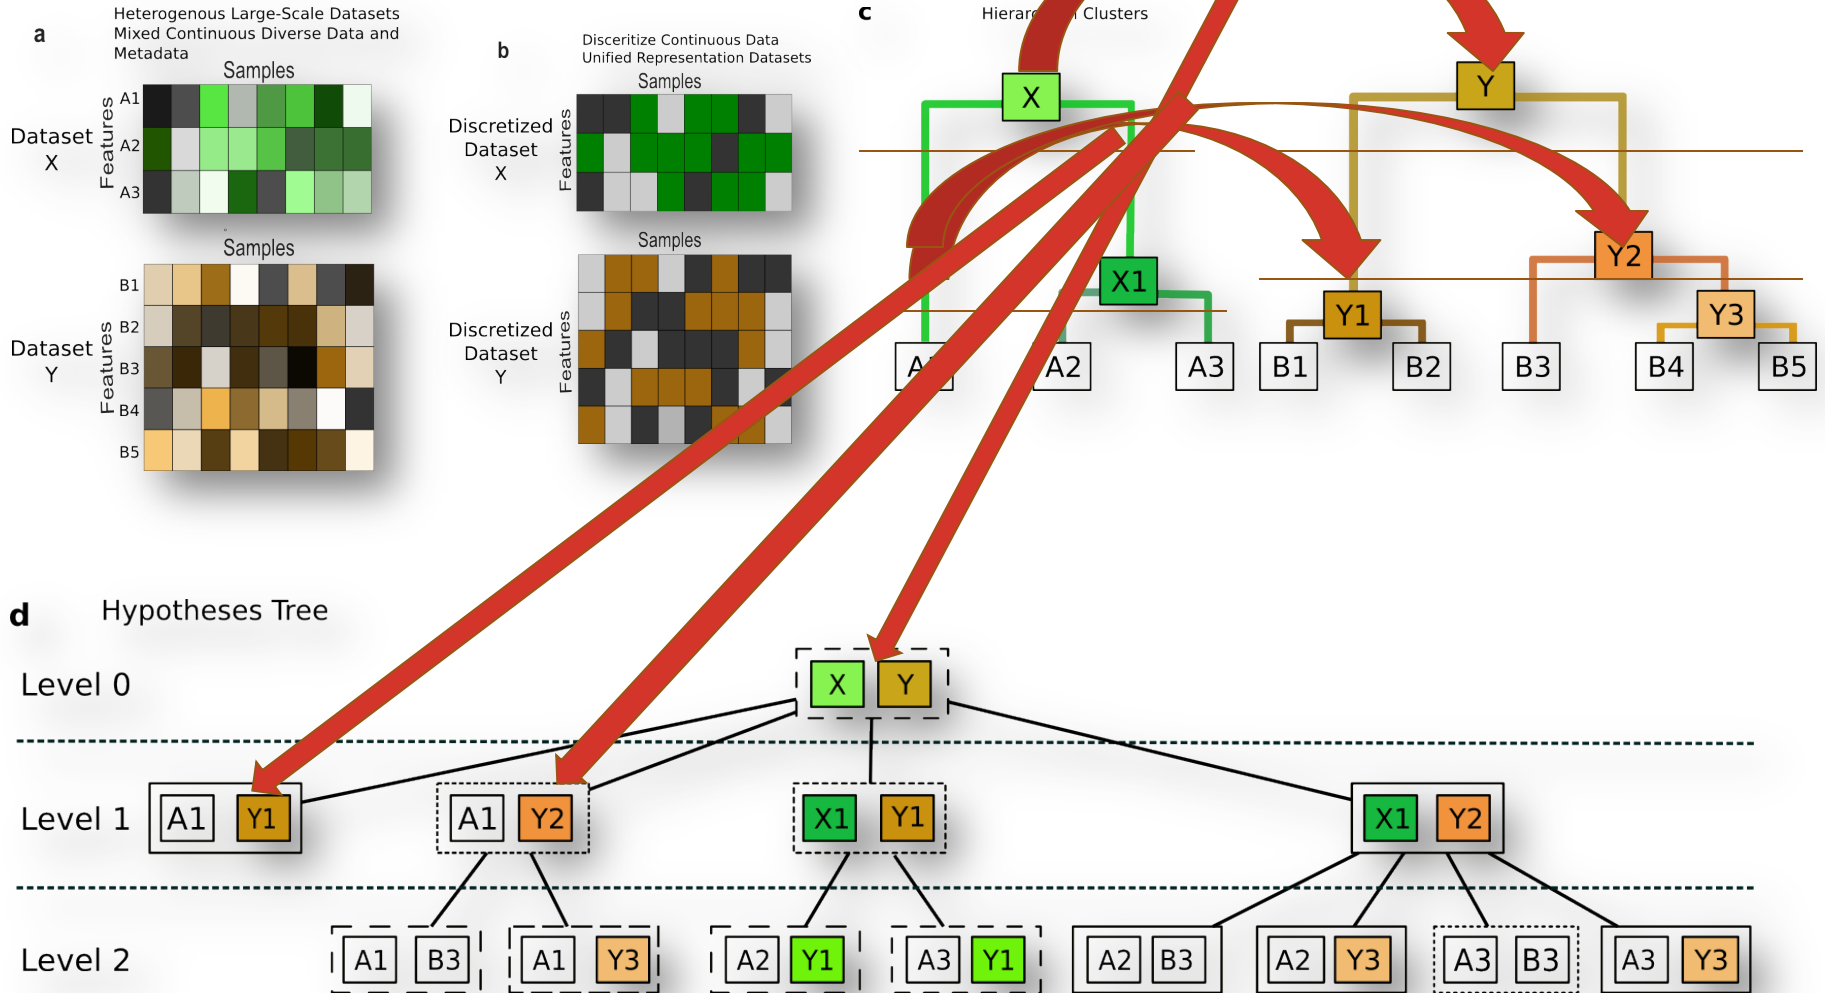 a
Heterogenous Large-Scale Datasets
Mixed Continuous Diverse Data and
Metadata
Samples
Dataset
X
Features
A1
A2
A3
Samples
Dataset
Y
Features
B1
B2
B3
B4
B5
b
Disceritize Continuous Data
Unified Representation Datasets
Samples
Discretized
Dataset
X
Features
Samples
Discretized
Dataset
Y
Features
c
Clusters
X
Y
X1
Y2
Y1
Y3
A2
A3
B1
B2
B3
B4
B5
d
Hypotheses Tree
Level 0
X Y
Level 1
A1 Y1
A1 Y2
X1 Y1
X1 Y2
Level 2
A1 B3
A1 Y3
A2 Y1
A3 Y1
A2 B3
A2 Y3
A3 B3
A3 Y3